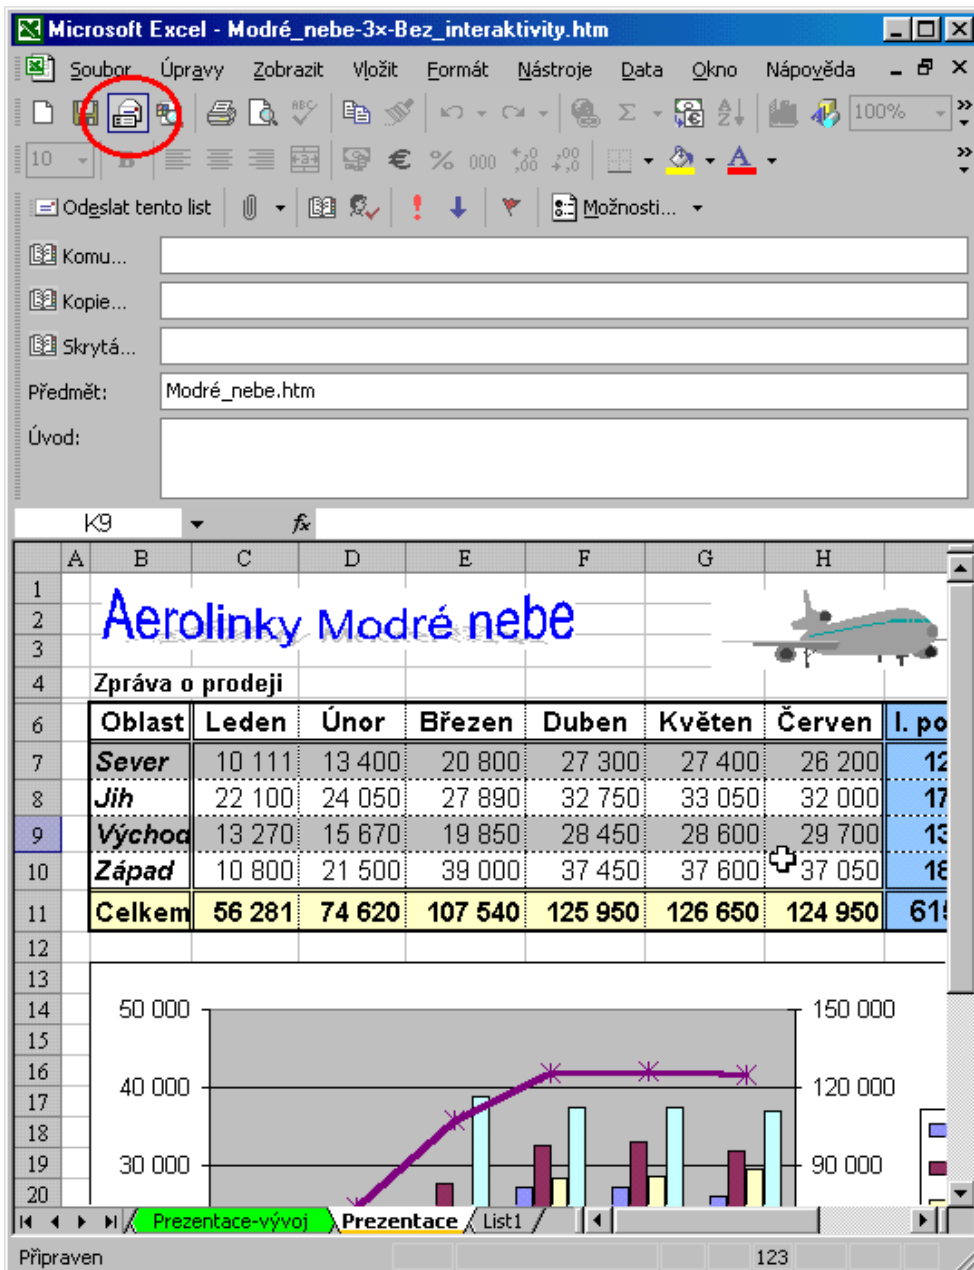 Microsoft Excel - Modré_nebe-3x-Bez_interaktivity.htm
Soubor Úpravy Zobrazit Vložit Formát Nástroje Data Okno Nápověda
ABC Σ 100%
10 B a € % 000 ,00 ,0 A
Odeslat tento list Možnosti...
Komu...
Kopie...
Skrytá...
Předmět: Modré_nebe.htm
Úvod:
K9 fx
A B C D E F G H
1
2 Aerolinky Modré nebe
3
4 Zpráva o prodeji
6 Oblast Leden Únor Březen Duben Květen Červen I. po
7 Sever 10 111 13 400 20 800 27 300 27 400 26 200 12
8 Jih 22 100 24 050 27 890 32 750 33 050 32 000 17
9 Východ 13 270 15 670 19 850 28 450 28 600 29 700 13
10 Západ 10 800 21 500 39 000 37 450 37 600 37 050 18
11 Celkem 56 281 74 620 107 540 125 950 126 650 124 950 61
12
13
14 50 000 150 000
15
16 40 000 120 000
17
18
19 30 000 90 000
20
Prezentace-vývoj Prezentace List1
Připraven 123